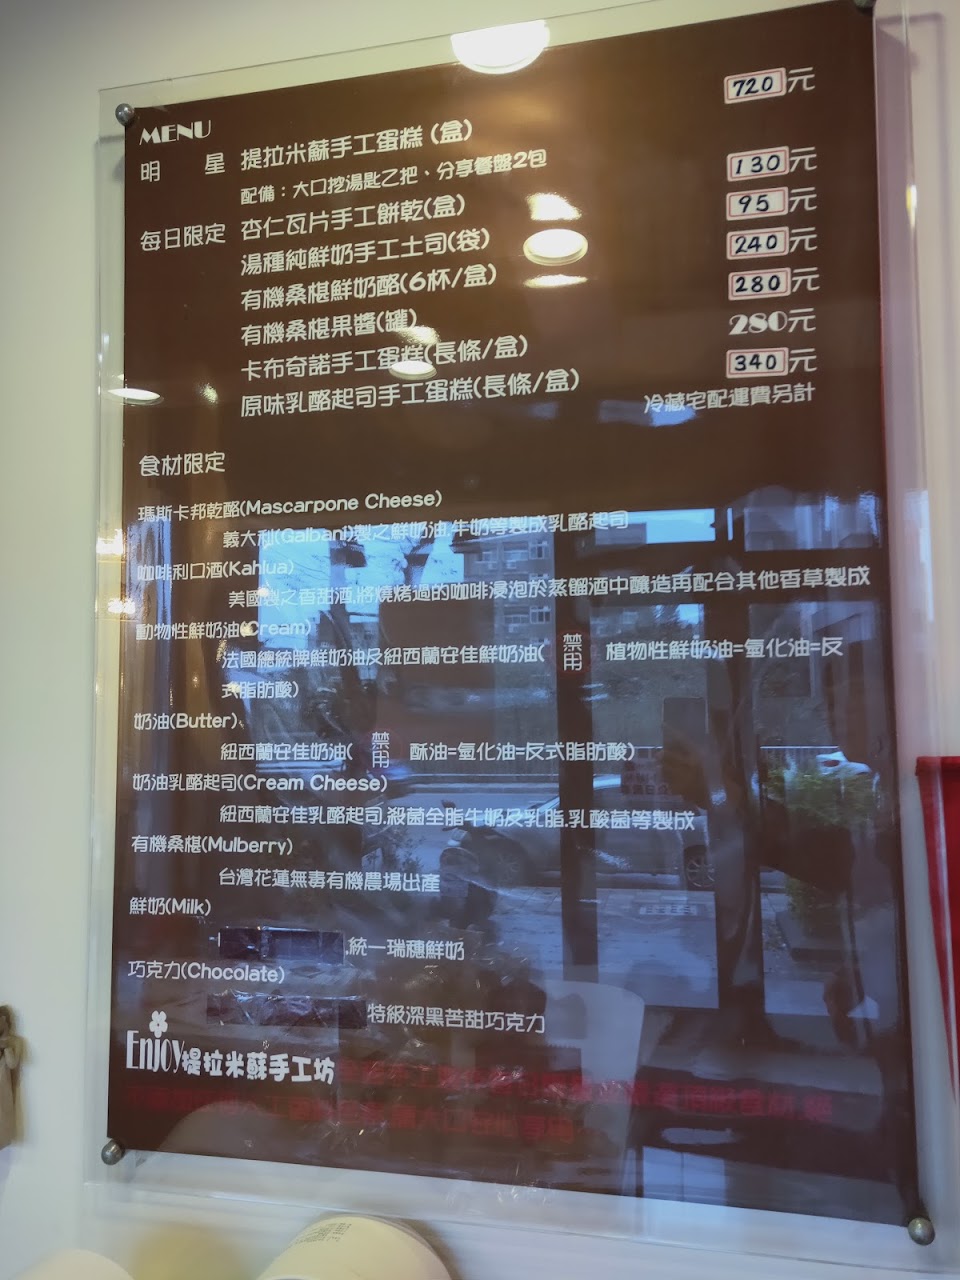 MENU
明星 提拉米蘇手工蛋糕(盒) 720元
配備：大口挖湯匙乙把、分享餐盤2包
每日限定 杏仁瓦片手工餅乾(盒) 130元
湯種純鮮奶手工土司(袋) 95元
有機桑椹鮮奶酪(6杯/盒) 240元
有機桑椹果醬(罐) 280元
卡布奇諾手工蛋糕(長條/盒) 280元
原味乳酪起司手工蛋糕(長條/盒) 340元
冷藏宅配運費另計
食材限定
瑪斯卡邦乾酪(Mascarpone Cheese)
義大利(Galbani)製之鮮奶油,牛奶等製成乳酪起司
咖啡利口酒(Kahlua)
美國製之香甜酒,將燒烤過的咖啡浸泡於蒸餾酒中釀造再配合其他香草製成
動物性鮮奶油(Cream)
法國總統牌鮮奶油及紐西蘭安佳鮮奶油( 禁用 植物性鮮奶油=氫化油=反
式脂肪酸)
奶油(Butter)
紐西蘭安佳奶油( 禁用 酥油=氫化油=反式脂肪酸)
奶油乳酪起司(Cream Cheese)
紐西蘭安佳乳酪起司.殺菌全脂牛奶及乳脂.乳酸菌等製成
有機桑椹(Mulberry)
台灣花蓮無毒有機農場出產
鮮奶(Milk)
,統一瑞穗鮮奶
巧克力(Chocolate)
特級深黑苦甜巧克力
Enjoy提拉米蘇手工坊